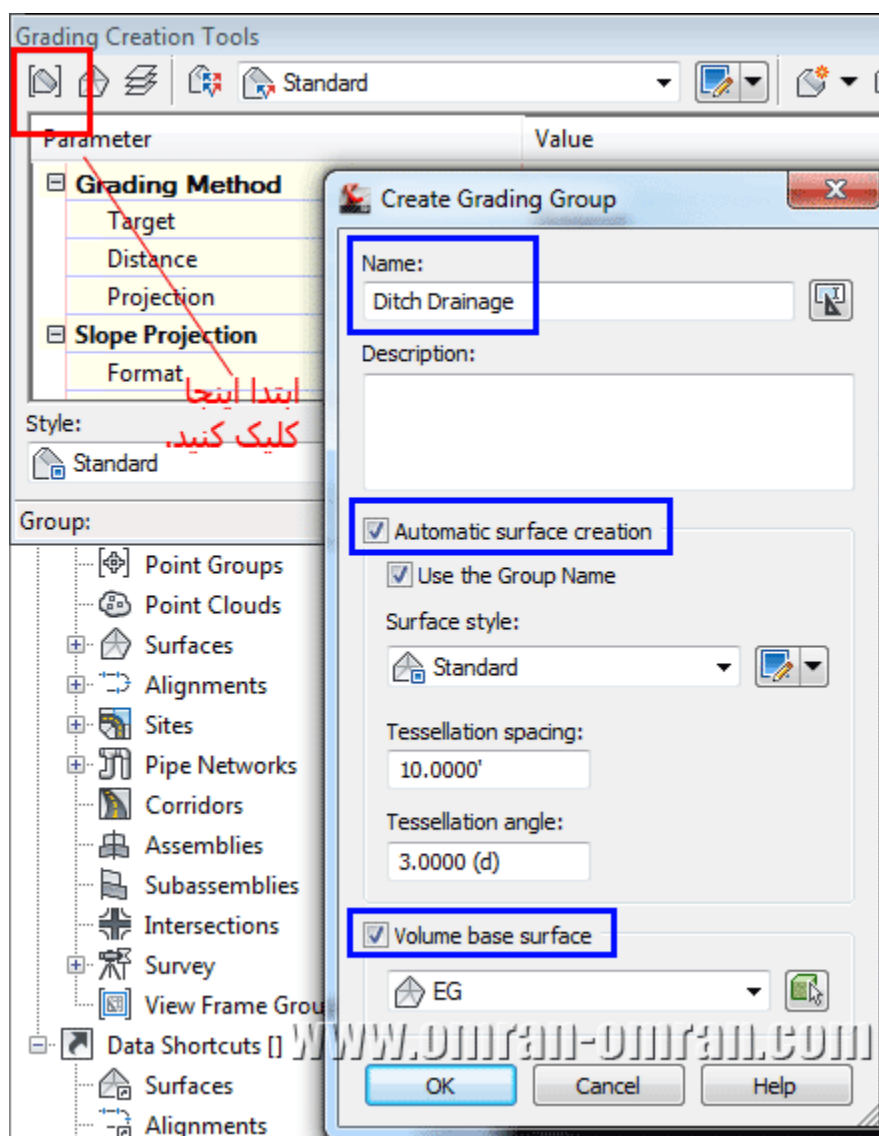 Grading Creation Tools
Standard
Parameter Value
Grading Method
Target
Distance
Projection
Slope Projection
Format
ابتدا اینجا
کلیک کنید.
Style:
Standard
Group:
Point Groups
Point Clouds
Surfaces
Alignments
Sites
Pipe Networks
Corridors
Assemblies
Subassemblies
Intersections
Survey
View Frame Grou
Data Shortcuts []
Surfaces
Alignments
Create Grading Group
Name:
Ditch Drainage
Description:
Automatic surface creation
Use the Group Name
Surface style:
Standard
Tessellation spacing:
10.0000'
Tessellation angle:
3.0000 (d)
Volume base surface
EG
www.omran-omran.com
OK Cancel Help